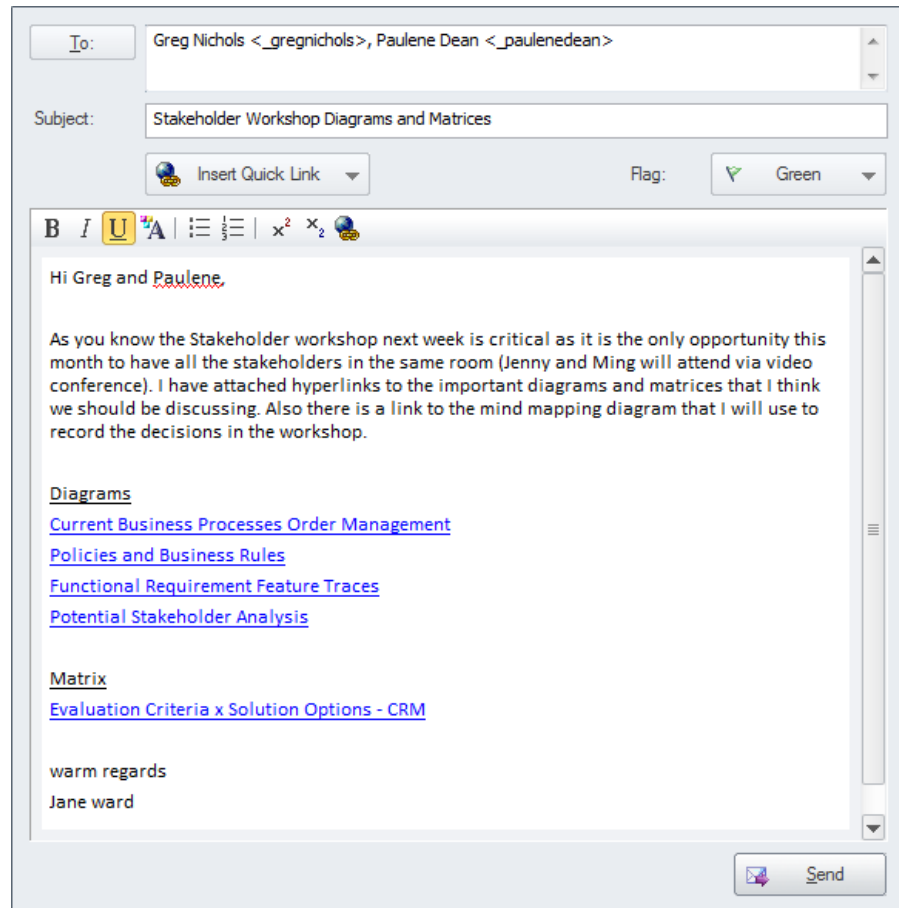 To:
Greg Nichols <_gregnichols>, Paulene Dean <_paulenedean>
Subject:
Stakeholder Workshop Diagrams and Matrices
Insert Quick Link
Flag:
Green
B I U A x² x₂
Hi Greg and Paulene,
As you know the Stakeholder workshop next week is critical as it is the only opportunity this
month to have all the stakeholders in the same room (Jenny and Ming will attend via video
conference). I have attached hyperlinks to the important diagrams and matrices that I think
we should be discussing. Also there is a link to the mind mapping diagram that I will use to
record the decisions in the workshop.
Diagrams
Current Business Processes Order Management
Policies and Business Rules
Functional Requirement Feature Traces
Potential Stakeholder Analysis
Matrix
Evaluation Criteria x Solution Options - CRM
warm regards
Jane ward
Send